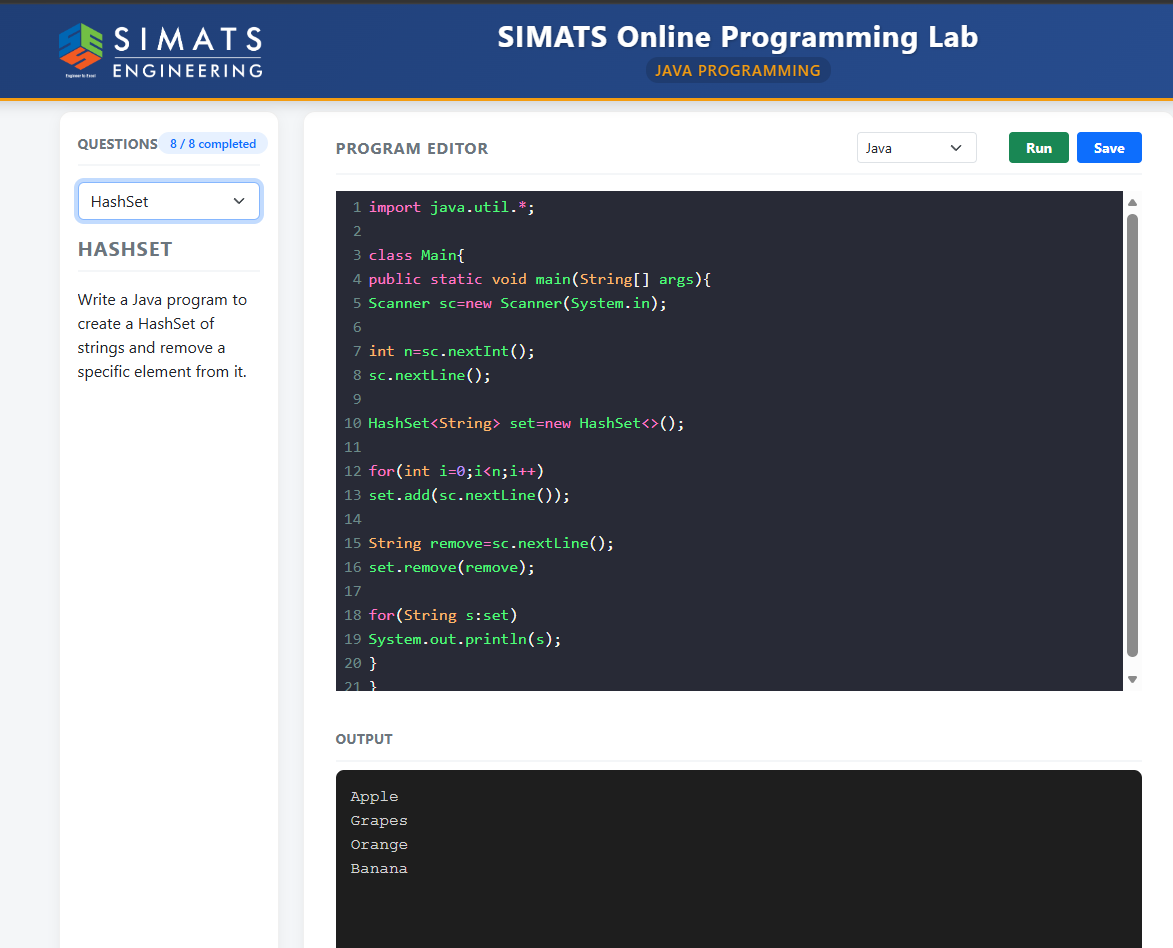 SIMATS
ENGINEERING
Engineer to Excel
SIMATS Online Programming Lab
JAVA PROGRAMMING
QUESTIONS 8 / 8 completed
HashSet
HASHSET
Write a Java program to
create a HashSet of
strings and remove a
specific element from it.
PROGRAM EDITOR
Java
Run
Save
1 import java.util.*;
2
3 class Main{
4 public static void main(String[] args){
5 Scanner sc=new Scanner(System.in);
6
7 int n=sc.nextInt();
8 sc.nextLine();
9
10 HashSet<String> set=new HashSet<>();
11
12 for(int i=0;i<n;i++)
13 set.add(sc.nextLine());
14
15 String remove=sc.nextLine();
16 set.remove(remove);
17
18 for(String s:set)
19 System.out.println(s);
20 }
21 }
OUTPUT
Apple
Grapes
Orange
Banana